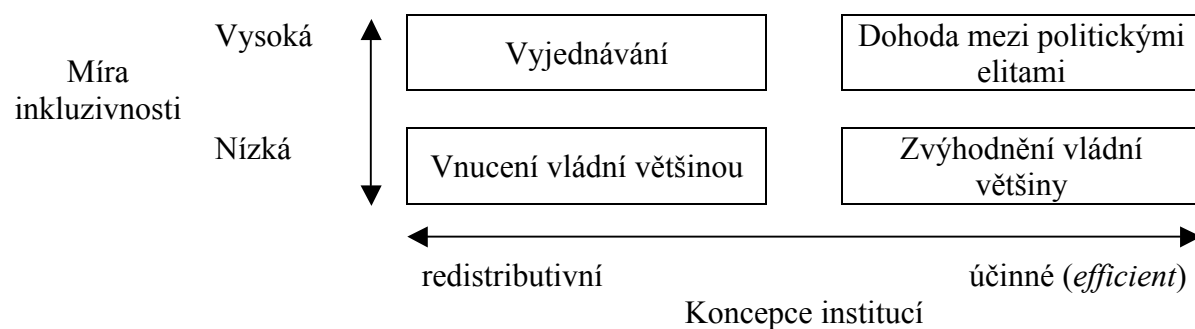 Vysoká
Vyjednávání
Dohoda mezi politickými
elitami
Míra
inkluzivnosti
Nízká
Vnucení vládní většinou
Zvýhodnění vládní
většiny
redistributivní
účinné (efficient)
Koncepce institucí